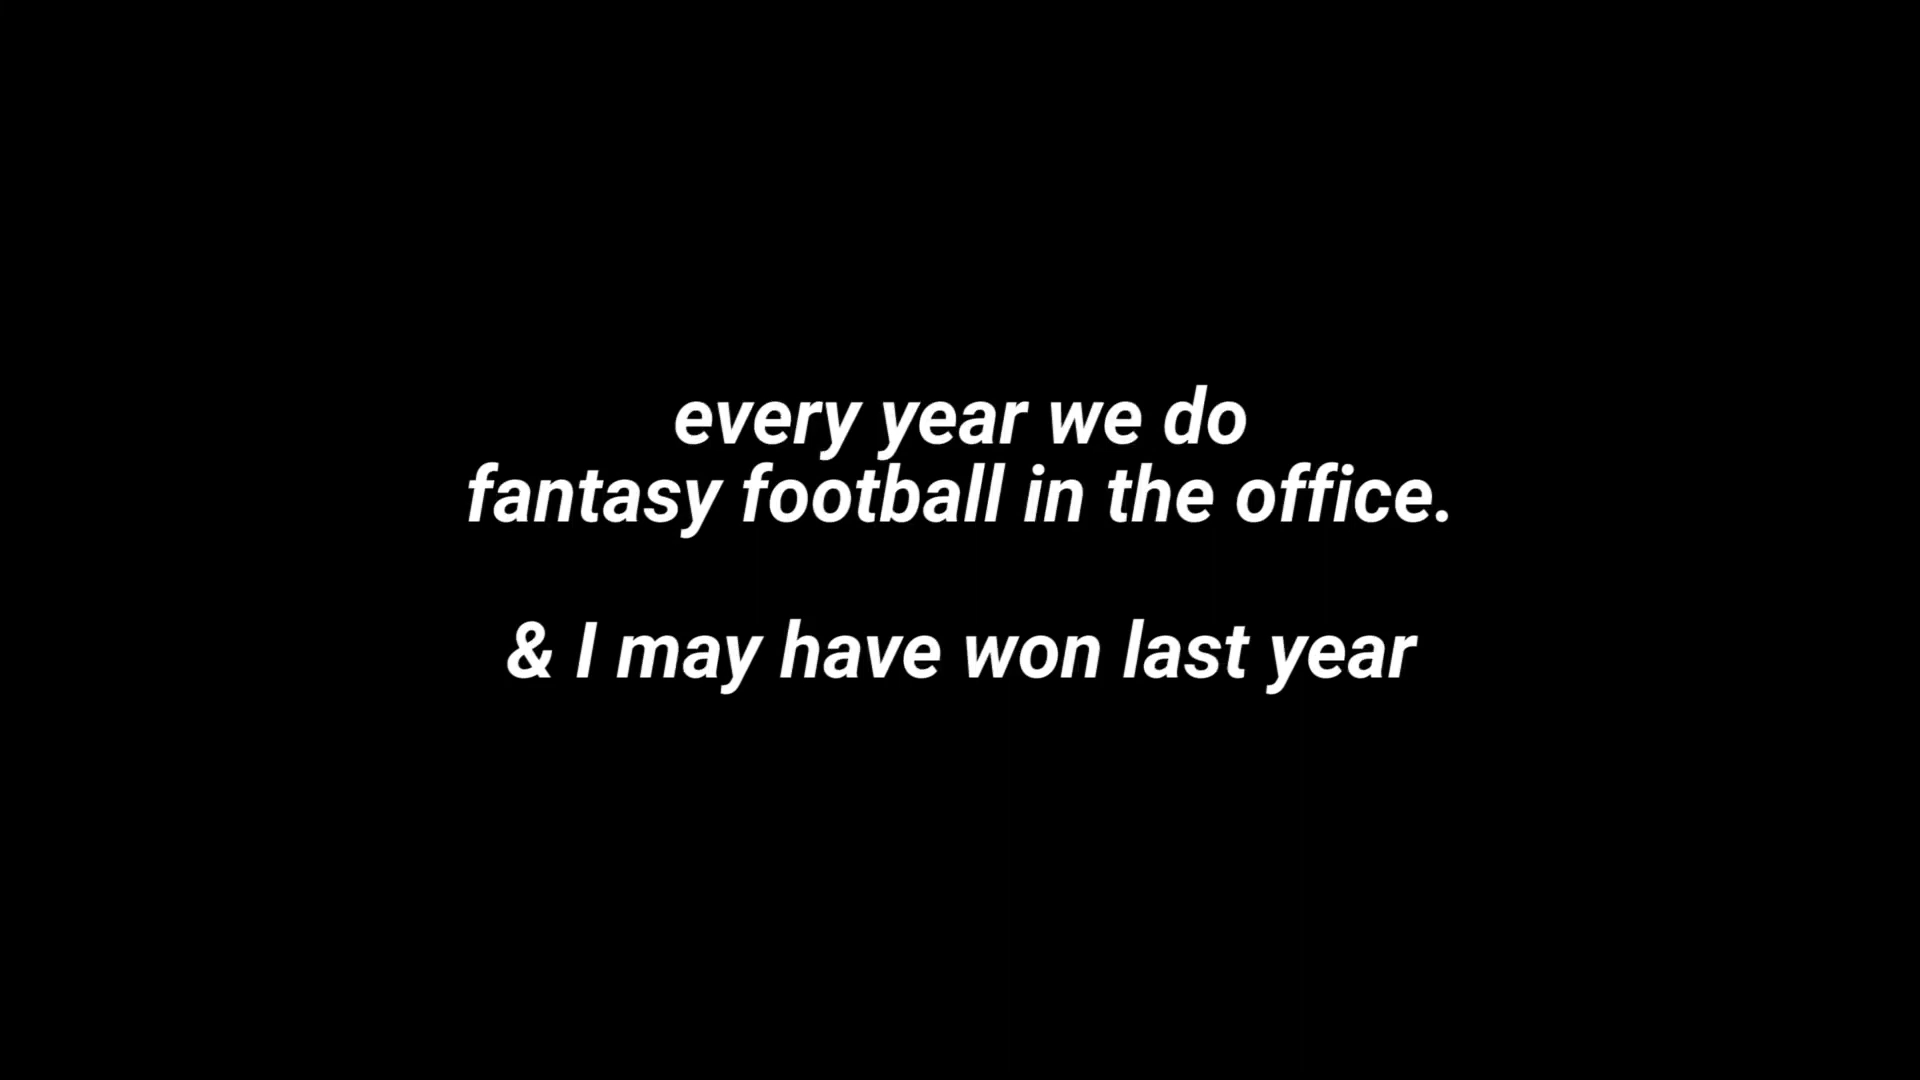 every year we do
fantasy football in the office.
& I may have won last year